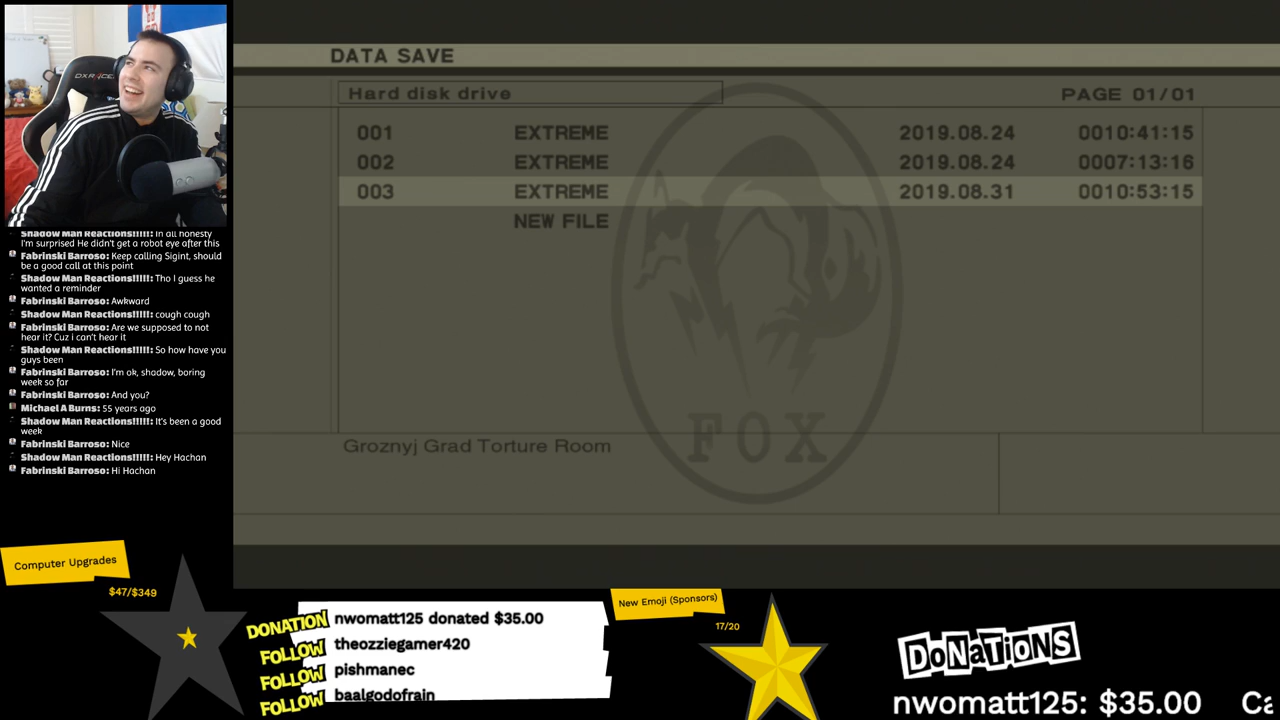 DXRACER
Shadow Man Reactions!!!!!: In all honesty
I'm surprised He didn't get a robot eye after this
Fabrinski Barroso: Keep calling Sigint, should
be a good call at this point
Shadow Man Reactions!!!!!: Tho I guess he
wanted a reminder
Fabrinski Barroso: Awkward
Shadow Man Reactions!!!!!: cough cough
Fabrinski Barroso: Are we supposed to not
hear it? Cuz i can't hear it
Shadow Man Reactions!!!!!: So how have you
guys been
Fabrinski Barroso: I'm ok, shadow, boring
week so far
Fabrinski Barroso: And you?
Michael A Burns: 55 years ago
Shadow Man Reactions!!!!!: It's been a good
week
Fabrinski Barroso: Nice
Shadow Man Reactions!!!!!: Hey Hachan
Fabrinski Barroso: Hi Hachan
DATA SAVE
Hard disk drive
PAGE 01/01
001 EXTREME 2019.08.24 0010:41:15
002 EXTREME 2019.08.24 0007:13:16
003 EXTREME 2019.08.31 0010:53:15
NEW FILE
FOX
Groznyj Grad Torture Room
Computer Upgrades
$47/$349
DONATION nwomatt125 donated $35.00
FOLLOW theozziegamer420
FOLLOW pishmanec
FOLLOW baalgodofrain
New Emoji (Sponsors)
17/20
DONATIONS
nwomatt125: $35.00 Ca